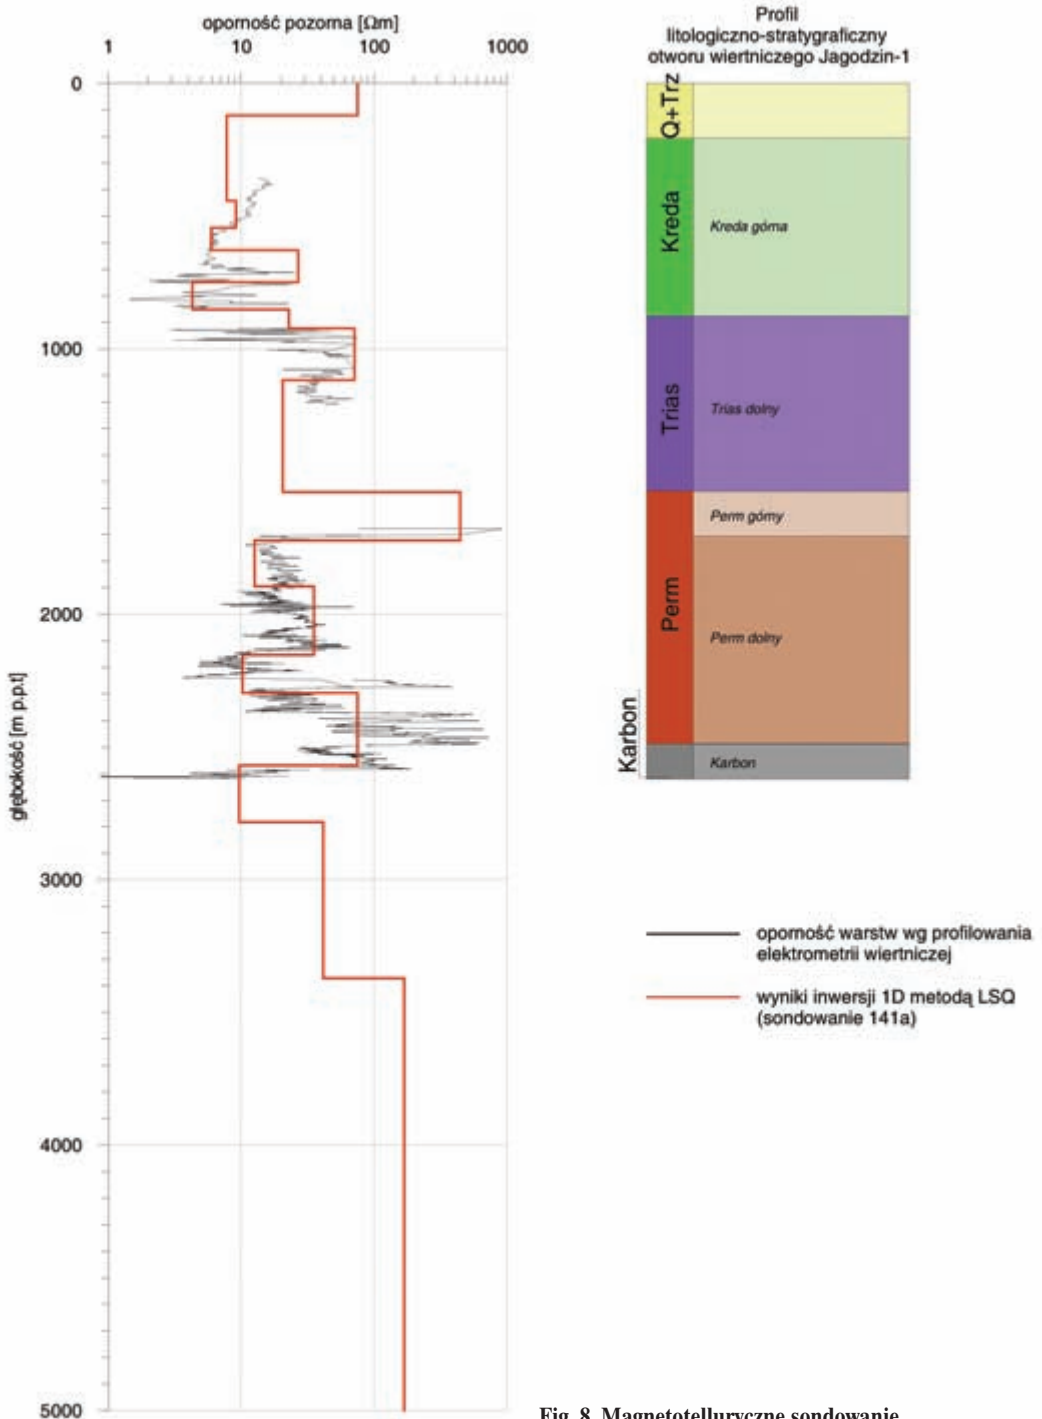 oporność pozorna [Ωm]
1 10 100 1000
0
1000
2000
3000
4000
5000
głębokość [m p.p.t]
Profil
litologiczno-stratygraficzny
otworu wiertniczego Jagodzin-1
Q+Trz
Kreda
Kreda górna
Trias
Trias dolny
Perm
Perm górny
Perm dolny
Karbon
Karbon
oporność warstw wg profilowania
elektrometrii wiertniczej
wyniki inwersji 1D metodą LSQ
(sondowanie 141a)
Fig. 8. Magnetotelluryczne sondowanie